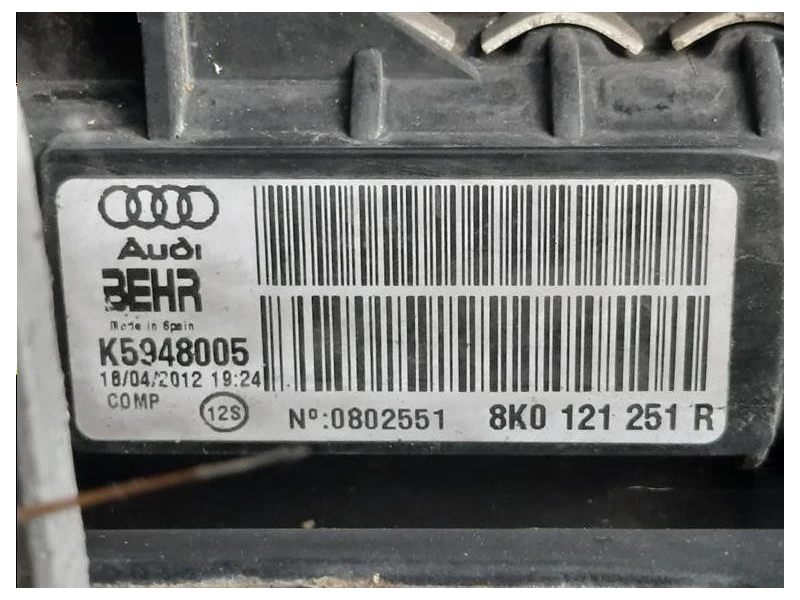 Audi
BEHR
Made in Spain
K5948005
18/04/2012 19:24
COMP 12S Nº:0802551 8K0 121 251 R